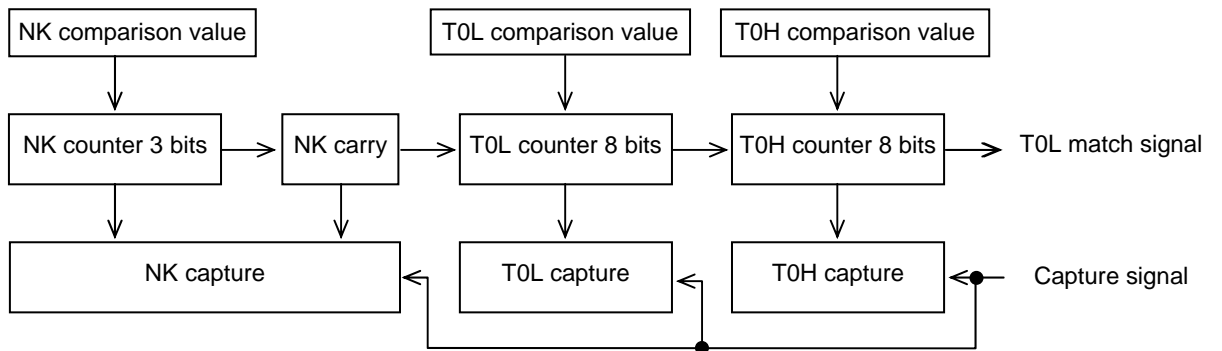 NK comparison value
T0L comparison value
T0H comparison value
NK counter 3 bits
NK carry
T0L counter 8 bits
T0H counter 8 bits
T0L match signal
NK capture
T0L capture
T0H capture
Capture signal